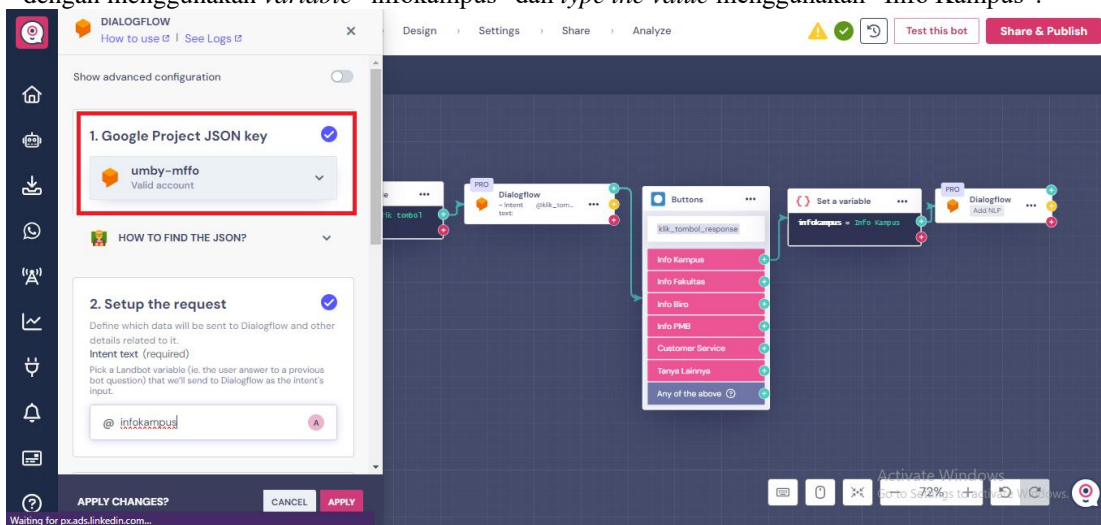 dengan menggunakan variable "infokampus" dan type the value menggunakan "Info Kampus".
DIALOGFLOW
How to use | See Logs
Design
Settings
Share
Analyze
Test this bot
Share & Publish
Show advanced configuration
1. Google Project JSON key
umby-mffo
Valid account
HOW TO FIND THE JSON?
2. Setup the request
Define which data will be sent to Dialogflow and other
details related to it.
Intent text (required)
Pick a Landbot variable (ie. the user answer to a previous
bot question) that we'll send to Dialogflow as the intent's
input.
@ infokampus
A
APPLY CHANGES?
CANCEL
APPLY
Waiting for px.ads.linkedin.com...
e
ik tombol
PRO
Dialogflow
- Intent @klik_tom...
text:
Buttons
klik_tombol_response
Info Kampus
Info Fakultas
Info Biro
Info PMB
Customer Service
Tanya Lainnya
Any of the above
{ } Set a variable
infokampus = Info Kampus
PRO
Dialogflow
Add NLP
Activate Windows
Go to Settings to activate Windows.
72%